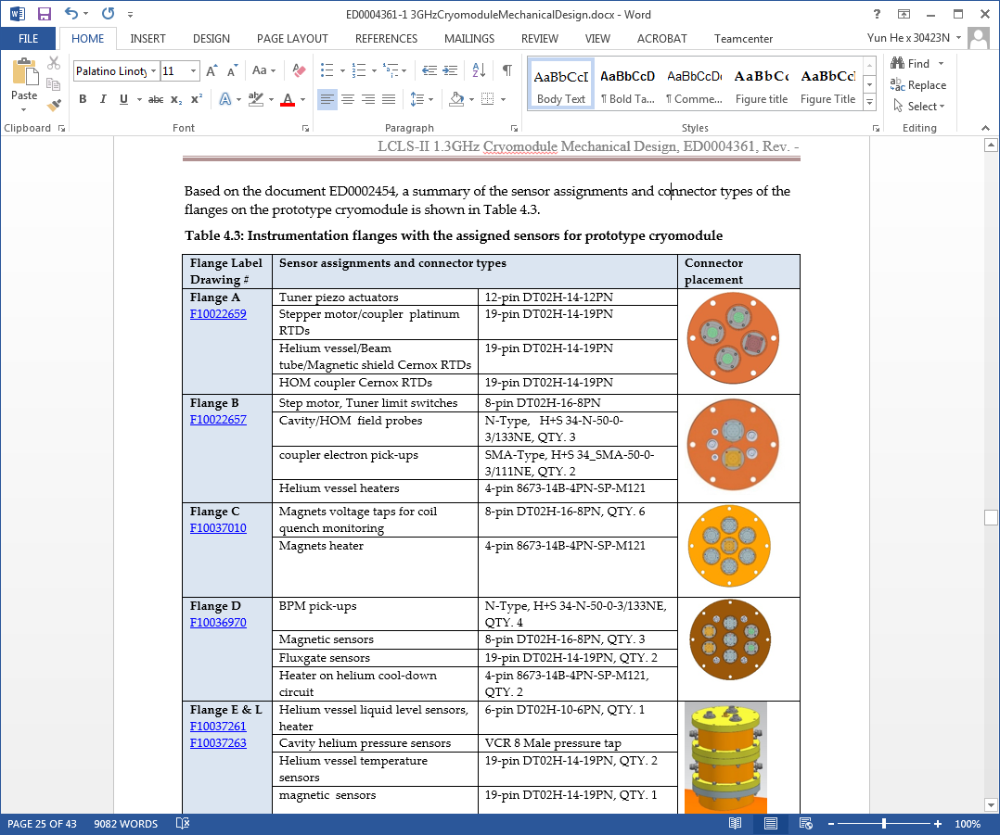 ED0004361-1 3GHzCryomoduleMechanicalDesign.docx - Word
FILE HOME INSERT DESIGN PAGE LAYOUT REFERENCES MAILINGS REVIEW VIEW ACROBAT Teamcenter Yun He x 30423N
Paste
Palatino Linoty 11
AaBbCcI AaBbCcD AaBbCcDc AaBbCc AaBbCc
Body Text ¶ Bold Ta... ¶ Comme... Figure title Figure Title
Find
Replace
Select
Clipboard Font Paragraph Styles Editing
LCLS-II 1.3GHz Cryomodule Mechanical Design, ED0004361, Rev. -
Based on the document ED0002454, a summary of the sensor assignments and connector types of the
flanges on the prototype cryomodule is shown in Table 4.3.
Table 4.3: Instrumentation flanges with the assigned sensors for prototype cryomodule
Flange Label
Drawing #
Sensor assignments and connector types
Connector
placement
Flange A
F10022659
Tuner piezo actuators
12-pin DT02H-14-12PN
Stepper motor/coupler platinum
RTDs
19-pin DT02H-14-19PN
Helium vessel/Beam
tube/Magnetic shield Cernox RTDs
19-pin DT02H-14-19PN
HOM coupler Cernox RTDs
19-pin DT02H-14-19PN
Flange B
F10022657
Step motor, Tuner limit switches
8-pin DT02H-16-8PN
Cavity/HOM field probes
N-Type, H+S 34-N-50-0-
3/133NE, QTY. 3
coupler electron pick-ups
SMA-Type, H+S 34_SMA-50-0-
3/111NE, QTY. 2
Helium vessel heaters
4-pin 8673-14B-4PN-SP-M121
Flange C
F10037010
Magnets voltage taps for coil
quench monitoring
8-pin DT02H-16-8PN, QTY. 6
Magnets heater
4-pin 8673-14B-4PN-SP-M121
Flange D
F10036970
BPM pick-ups
N-Type, H+S 34-N-50-0-3/133NE,
QTY. 4
Magnetic sensors
8-pin DT02H-16-8PN, QTY. 3
Fluxgate sensors
19-pin DT02H-14-19PN, QTY. 2
Heater on helium cool-down
circuit
4-pin 8673-14B-4PN-SP-M121,
QTY. 2
Flange E & L
F10037261
F10037263
Helium vessel liquid level sensors,
heater
6-pin DT02H-10-6PN, QTY. 1
Cavity helium pressure sensors
VCR 8 Male pressure tap
Helium vessel temperature
sensors
19-pin DT02H-14-19PN, QTY. 2
magnetic sensors
19-pin DT02H-14-19PN, QTY. 1
PAGE 25 OF 43 9082 WORDS 100%